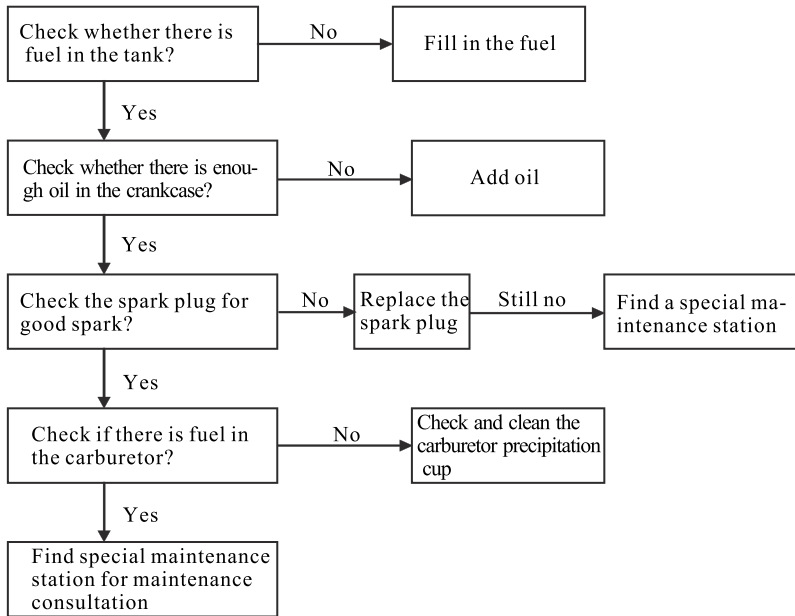 Check whether there is
fuel in the tank?
No
Fill in the fuel
Yes
Check whether there is enou-
gh oil in the crankcase?
No
Add oil
Yes
Check the spark plug for
good spark?
No
Replace the
spark plug
Still no
Find a special ma-
intenance station
Yes
Check if there is fuel in
the carburetor?
No
Check and clean the
carburetor precipitation
cup
Yes
Find special maintenance
station for maintenance
consultation